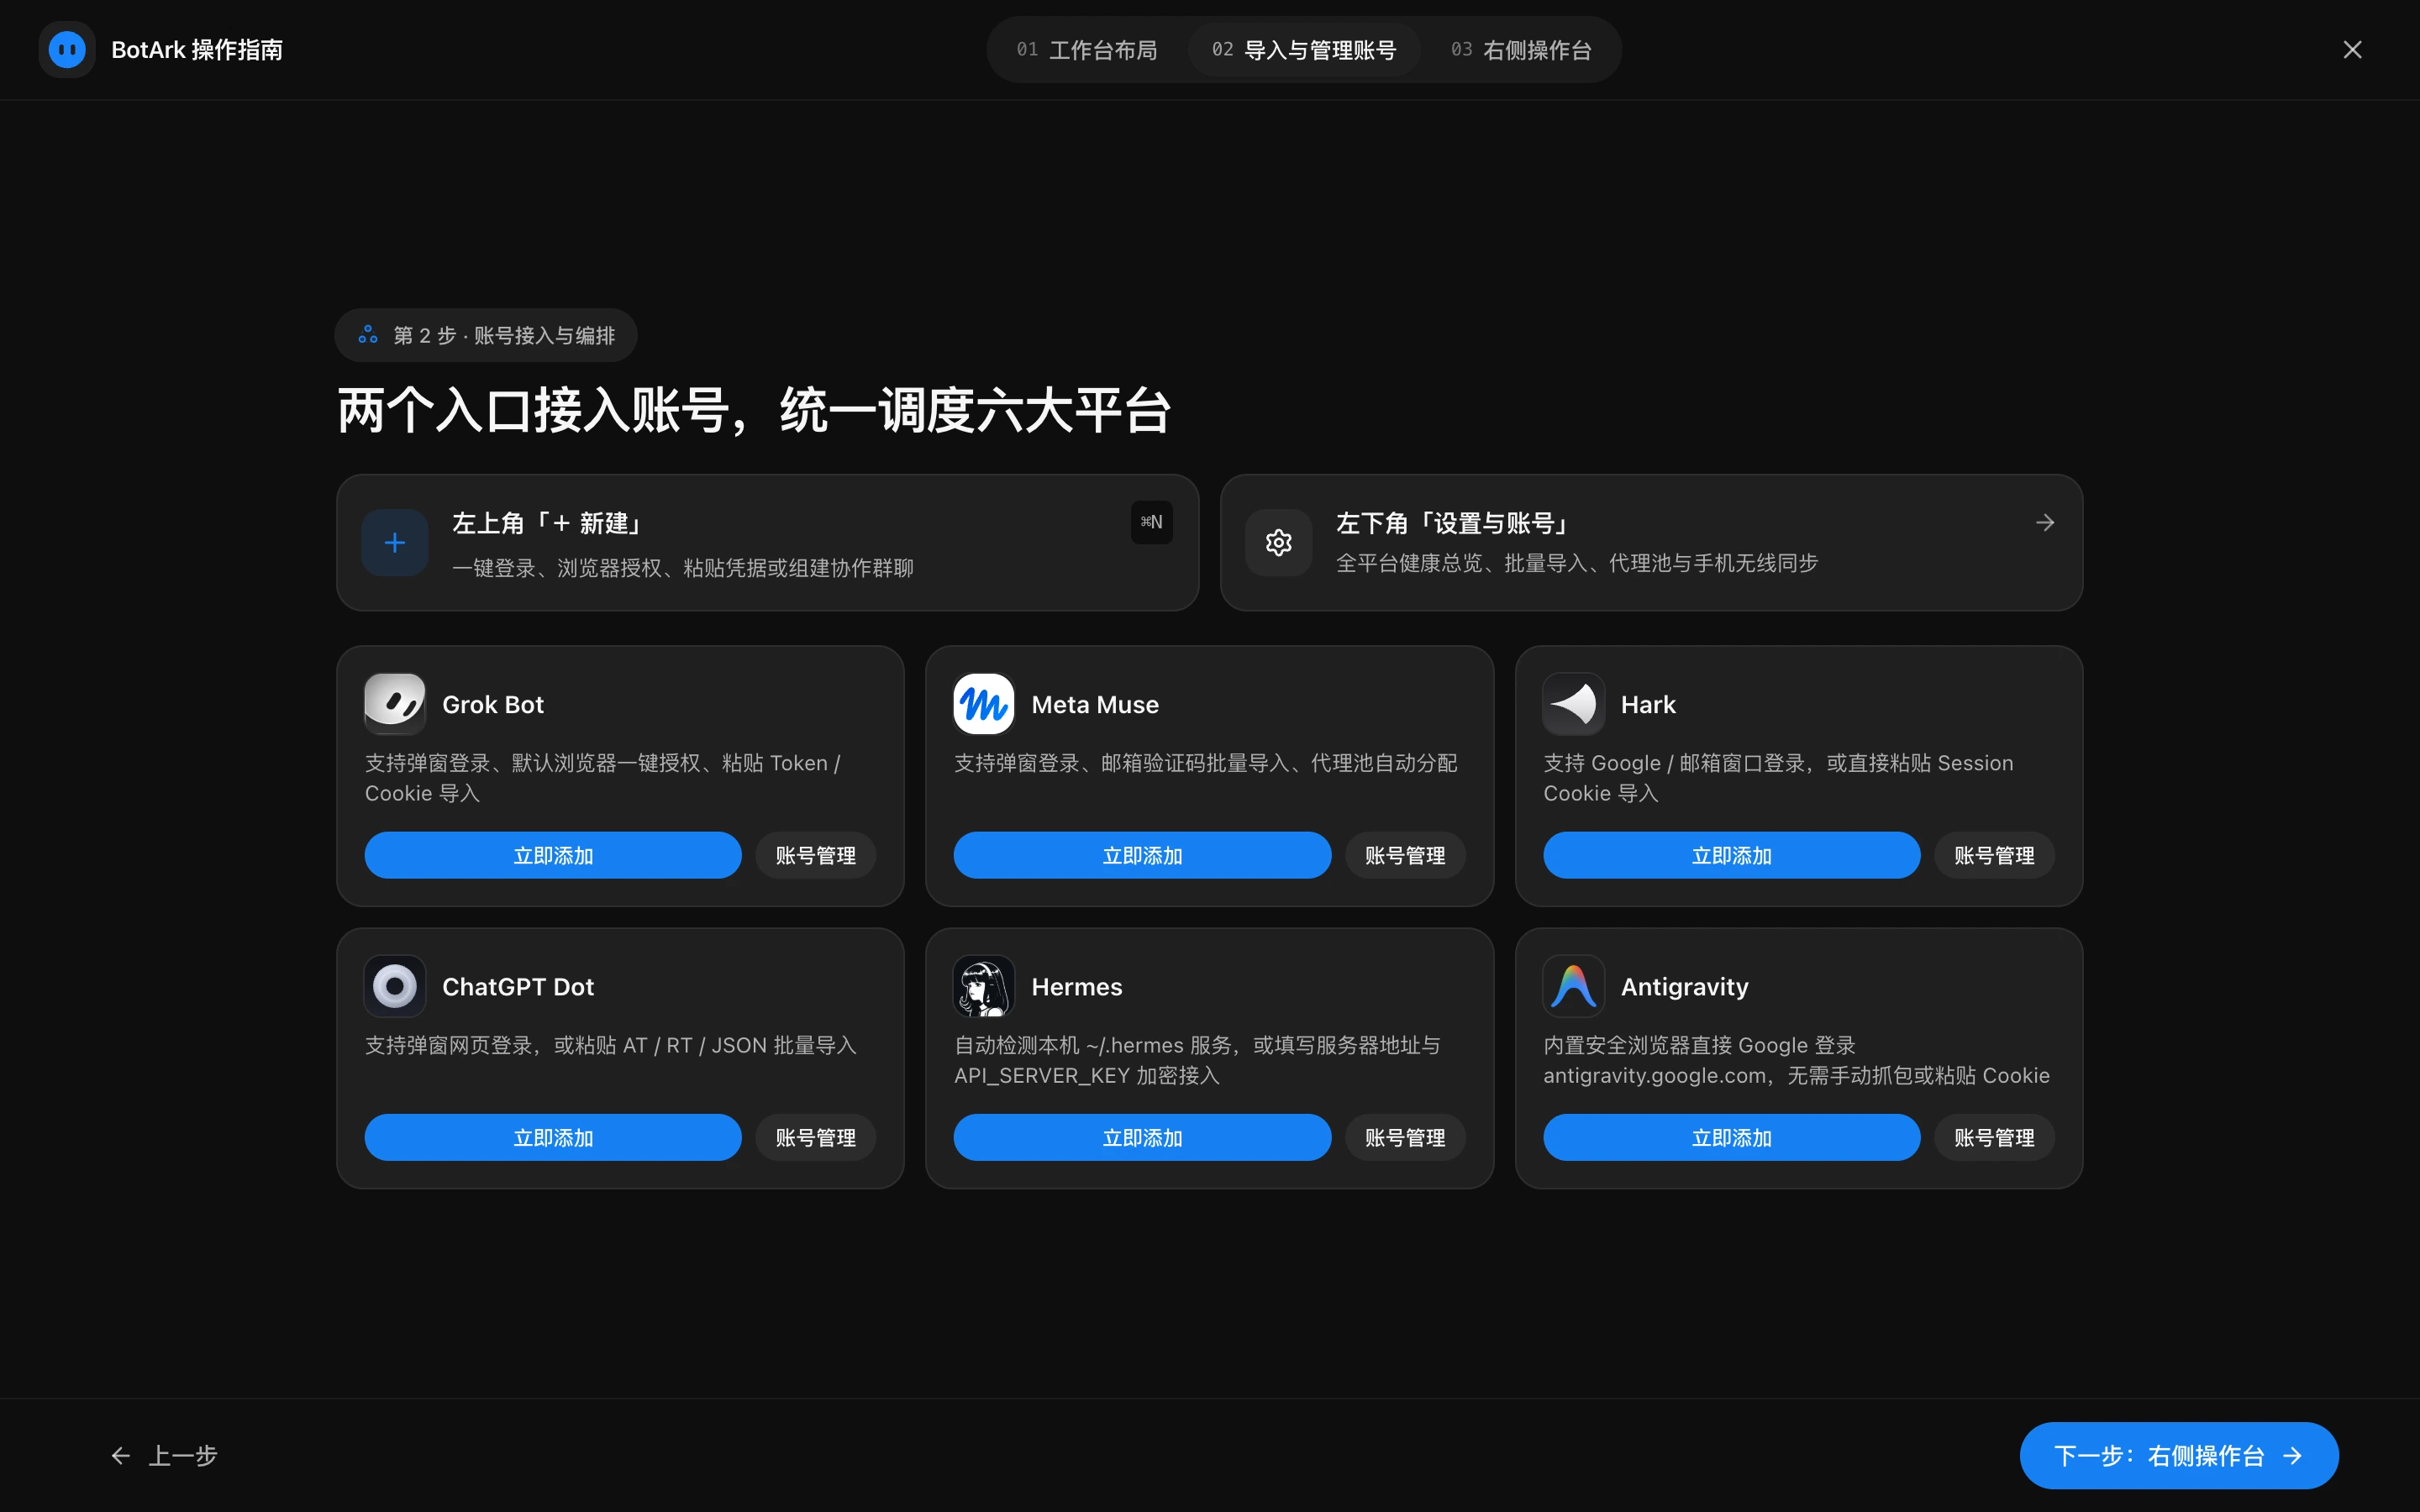 BotArk 操作指南
01 工作台布局
02 导入与管理账号
03 右侧操作台
第 2 步 · 账号接入与编排
两个入口接入账号，统一调度六大平台
左上角「＋ 新建」
⌘N
一键登录、浏览器授权、粘贴凭据或组建协作群聊
左下角「设置与账号」
全平台健康总览、批量导入、代理池与手机无线同步
Grok Bot
支持弹窗登录、默认浏览器一键授权、粘贴 Token /
Cookie 导入
立即添加
账号管理
Meta Muse
支持弹窗登录、邮箱验证码批量导入、代理池自动分配
立即添加
账号管理
Hark
支持 Google / 邮箱窗口登录，或直接粘贴 Session
Cookie 导入
立即添加
账号管理
ChatGPT Dot
支持弹窗网页登录，或粘贴 AT / RT / JSON 批量导入
立即添加
账号管理
Hermes
自动检测本机 ~/.hermes 服务，或填写服务器地址与
API_SERVER_KEY 加密接入
立即添加
账号管理
Antigravity
内置安全浏览器直接 Google 登录
antigravity.google.com，无需手动抓包或粘贴 Cookie
立即添加
账号管理
上一步
下一步：右侧操作台